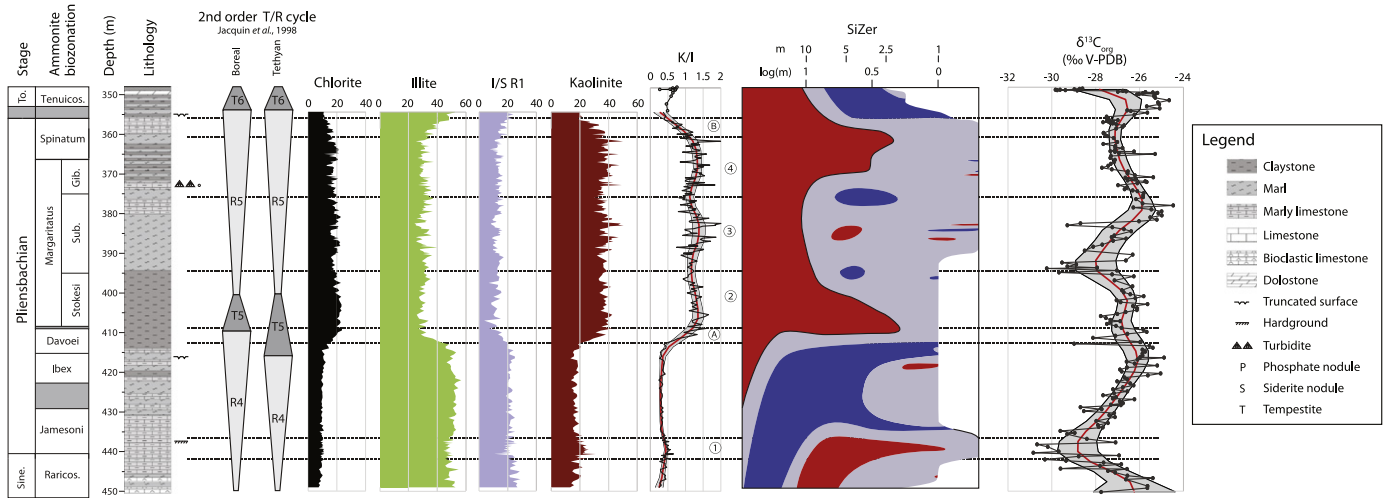 Stage
Ammonite biozonation
Depth (m)
Lithology
2nd order T/R cycle
Jacquin et al., 1998
Boreal
Tethyan
Chlorite
Illite
I/S R1
Kaolinite
K/I
SiZer
m 10 5 2.5 1
log(m) 1 0.5 0
δ13Corg
(‰ V-PDB)
0 20 40
0 20 40 60
0 20 40
0 20 40 60
0 0.5 1 1.5 2
-32 -30 -28 -26 -24
To.
Pliensbachian
Sine.
Tenuicos.
Spinatum
Margaritatus
Gib.
Sub.
Stokesi
Davoei
Ibex
Jamesoni
Raricos.
350
360
370
380
390
400
410
420
430
440
450
T6 T6
R5 R5
T5 T5
R4 R4
B
4
3
2
A
1
Legend
Claystone
Marl
Marly limestone
Limestone
Bioclastic limestone
Dolostone
Truncated surface
Hardground
Turbidite
P Phosphate nodule
S Siderite nodule
T Tempestite